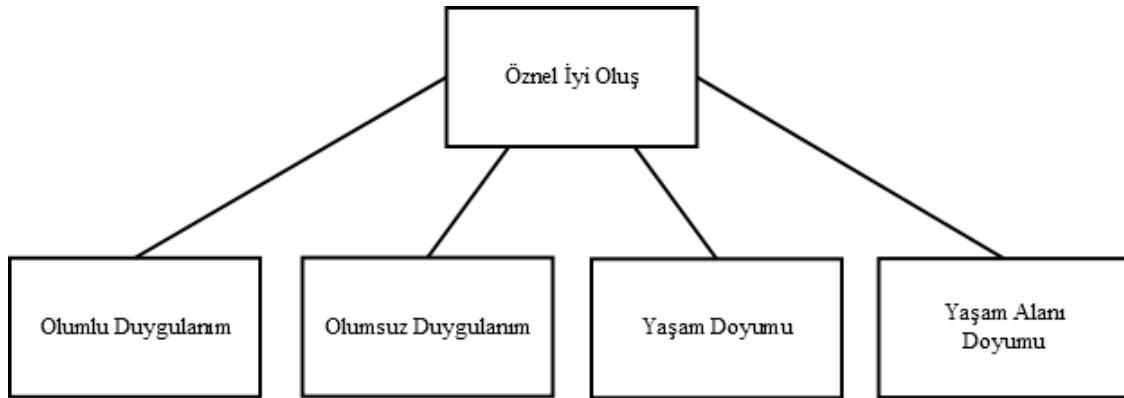 Öznel İyi Oluş
Olumlu Duygulanım
Olumsuz Duygulanım
Yaşam Doyumu
Yaşam Alanı
Doyumu